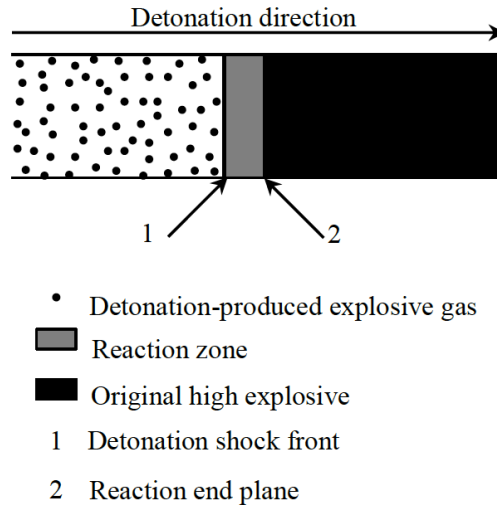 Detonation direction
1 2
Detonation-produced explosive gas
Reaction zone
Original high explosive
1 Detonation shock front
2 Reaction end plane